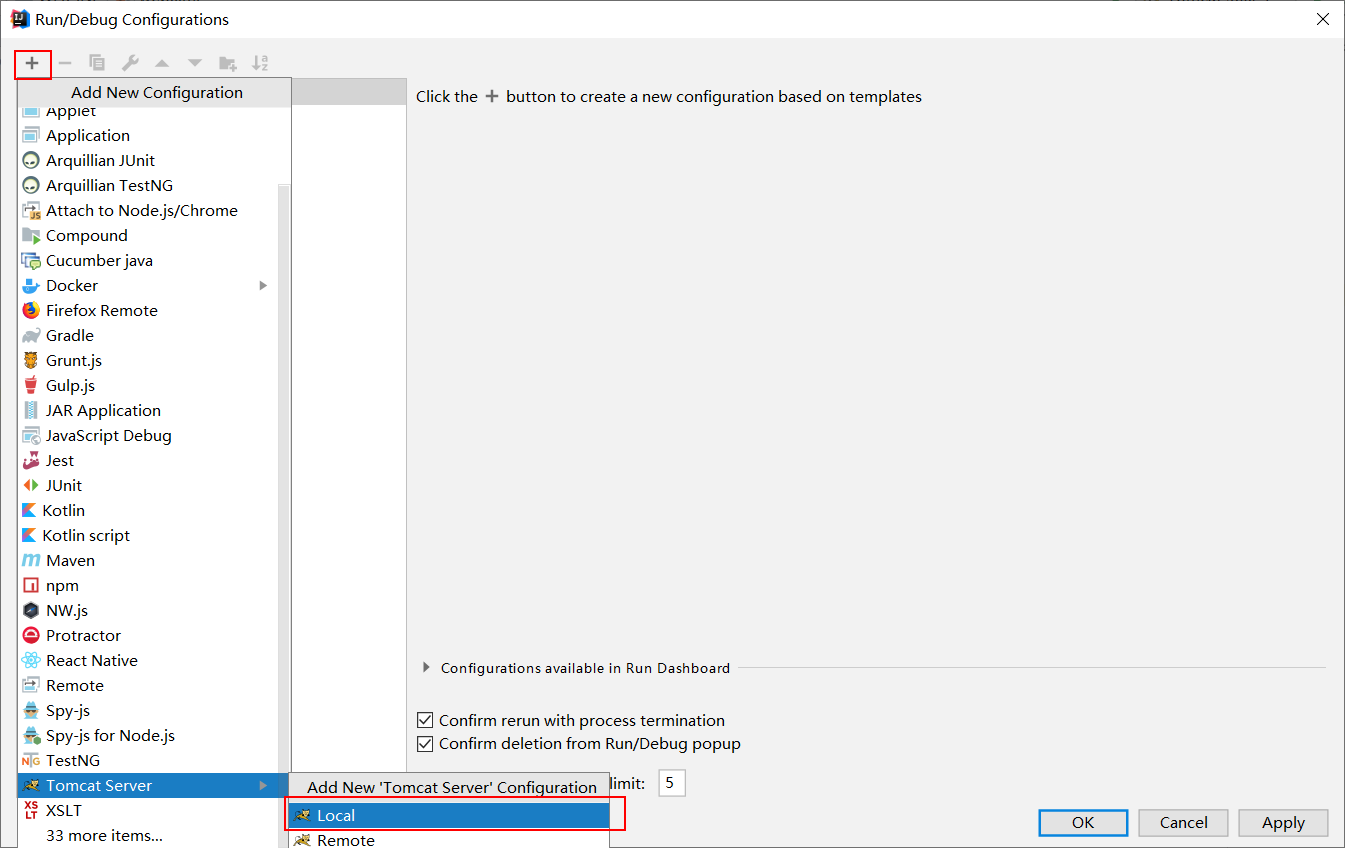 Run/Debug Configurations
Add New Configuration
Click the + button to create a new configuration based on templates
Applet
Application
Arquillian JUnit
Arquillian TestNG
Attach to Node.js/Chrome
Compound
Cucumber java
Docker
Firefox Remote
Gradle
Grunt.js
Gulp.js
JAR Application
JavaScript Debug
Jest
JUnit
Kotlin
Kotlin script
Maven
npm
NW.js
Protractor
React Native
Remote
Spy-js
Spy-js for Node.js
TestNG
Tomcat Server
XSLT
33 more items...
Configurations available in Run Dashboard
Confirm rerun with process termination
Confirm deletion from Run/Debug popup
limit: 5
Add New 'Tomcat Server' Configuration
Local
Remote
OK
Cancel
Apply